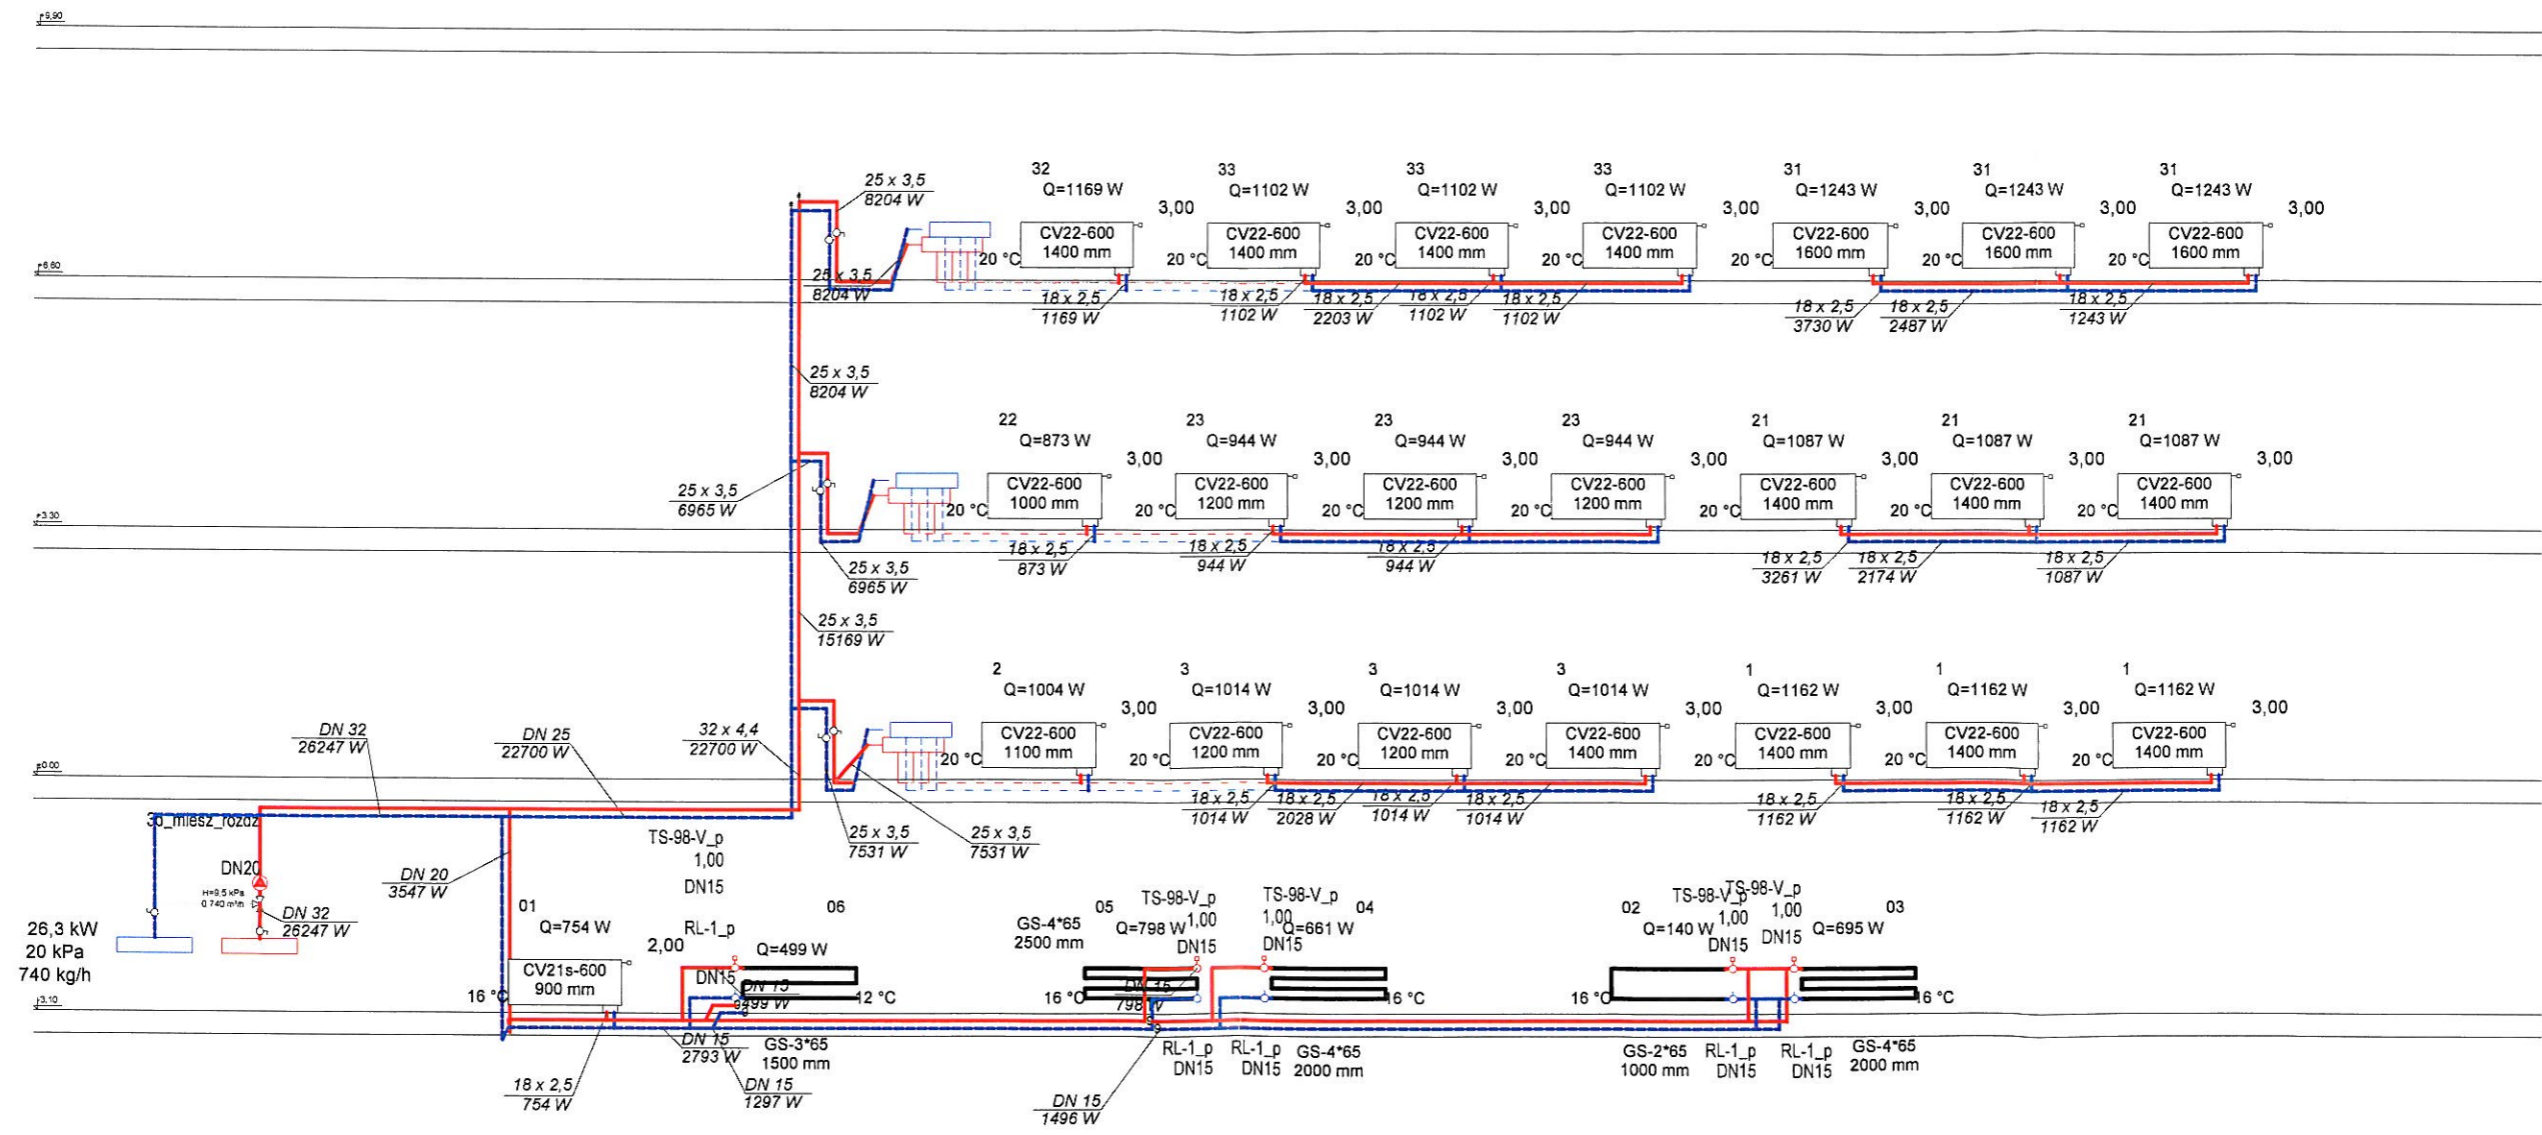 9,90
25 x 3,5
8204 W
32
Q=1169 W
33
Q=1102 W
33
Q=1102 W
33
Q=1102 W
31
Q=1243 W
31
Q=1243 W
31
Q=1243 W
3,00
3,00
3,00
3,00
3,00
3,00
3,00
CV22-600
1400 mm
CV22-600
1400 mm
CV22-600
1400 mm
CV22-600
1400 mm
CV22-600
1600 mm
CV22-600
1600 mm
CV22-600
1600 mm
20 °C
20 °C
20 °C
20 °C
20 °C
20 °C
20 °C
6.60
25 x 3,5
8204 W
18 x 2,5
1169 W
18 x 2,5
1102 W
18 x 2,5
2203 W
18 x 2,5
1102 W
18 x 2,5
1102 W
18 x 2,5
3730 W
18 x 2,5
2487 W
18 x 2,5
1243 W
25 x 3,5
8204 W
22
Q=873 W
23
Q=944 W
23
Q=944 W
23
Q=944 W
21
Q=1087 W
21
Q=1087 W
21
Q=1087 W
3,00
3,00
3,00
3,00
3,00
3,00
3,00
CV22-600
1000 mm
CV22-600
1200 mm
CV22-600
1200 mm
CV22-600
1200 mm
CV22-600
1400 mm
CV22-600
1400 mm
CV22-600
1400 mm
25 x 3,5
6965 W
20 °C
20 °C
20 °C
20 °C
20 °C
20 °C
20 °C
3.30
25 x 3,5
6965 W
18 x 2,5
873 W
18 x 2,5
944 W
18 x 2,5
944 W
18 x 2,5
3261 W
18 x 2,5
2174 W
18 x 2,5
1087 W
25 x 3,5
15169 W
2
Q=1004 W
3
Q=1014 W
3
Q=1014 W
3
Q=1014 W
1
Q=1162 W
1
Q=1162 W
1
Q=1162 W
3,00
3,00
3,00
3,00
3,00
3,00
3,00
DN 32
26247 W
DN 25
22700 W
32 x 4,4
22700 W
CV22-600
1100 mm
CV22-600
1200 mm
CV22-600
1200 mm
CV22-600
1400 mm
CV22-600
1400 mm
CV22-600
1400 mm
CV22-600
1400 mm
20 °C
20 °C
20 °C
20 °C
20 °C
20 °C
20 °C
0.00
18 x 2,5
1014 W
18 x 2,5
2028 W
18 x 2,5
1014 W
18 x 2,5
1014 W
18 x 2,5
1162 W
18 x 2,5
1162 W
18 x 2,5
1162 W
25 x 3,5
7531 W
25 x 3,5
7531 W
TS-98-V_p
1,00
DN15
DN20
H=9,5 kPa
DN 20
3547 W
DN 32
26247 W
26,3 kW
20 kPa
740 kg/h
01
Q=754 W
CV21s-600
900 mm
16 °C
2,00
RL-1_p
DN15
06
Q=499 W
DN 15
499 W
12 °C
GS-4*65
2500 mm
05
TS-98-V_p
1,00
Q=798 W
DN15
TS-98-V_p
1,00
04
Q=661 W
DN15
16 °C
DN 15
798 W
16 °C
02
TS-98-V_p
1,00
Q=140 W
DN15
TS-98-V_p
1,00
03
Q=695 W
DN15
16 °C
16 °C
3,10
DN 15
2793 W
GS-3*65
1500 mm
RL-1_p
DN15
RL-1_p
DN15
GS-4*65
2000 mm
GS-2*65
1000 mm
RL-1_p
DN15
RL-1_p
DN15
GS-4*65
2000 mm
18 x 2,5
754 W
DN 15
1297 W
DN 15
1496 W